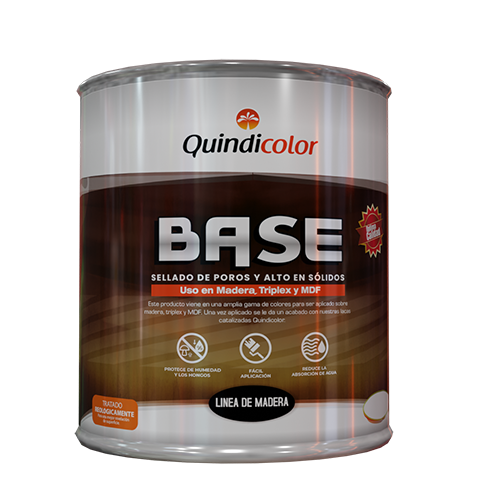 Quindicolor
BASE
SELLADO DE POROS Y ALTO EN SÓLIDOS
Uso en Madera, Triplex y MDF
Este producto viene en una amplia gama de colores para ser aplicado sobre
madera, triplex y MDF. Una vez aplicado se le da un acabado con nuestras lacas
catalizadas Quindicolor.
PROTEGE DE HUMEDAD
Y LOS HONGOS
FÁCIL
APLICACIÓN
REDUCE LA
ABSORCIÓN DE AGUA
TRATADO
REOLOGICAMENTE
LINEA DE MADERA